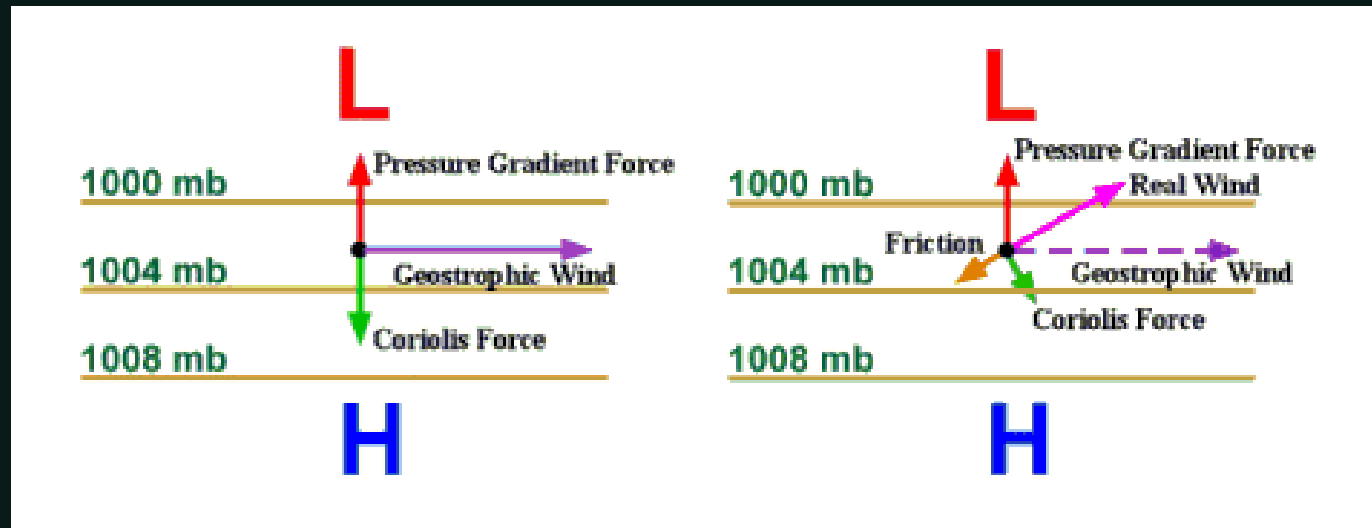 L
Pressure Gradient Force
1000 mb
1004 mb
Geostrophic Wind
Coriolis Force
1008 mb
H
L
Pressure Gradient Force
1000 mb
Real Wind
Friction
1004 mb
Geostrophic Wind
Coriolis Force
1008 mb
H